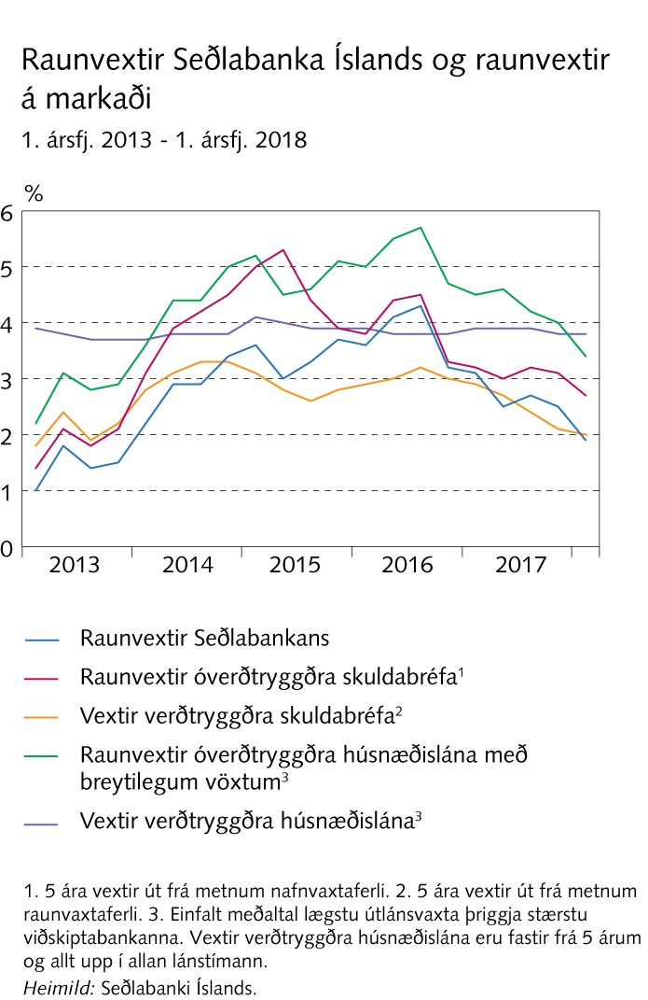 Raunvextir Seðlabanka Íslands og raunvextir
á markaði
1. ársfj. 2013 - 1. ársfj. 2018
%
6
5
4
3
2
1
0
2013 2014 2015 2016 2017
Raunvextir Seðlabankans
Raunvextir óverðtryggðra skuldabréfa¹
Vextir verðtryggðra skuldabréfa²
Raunvextir óverðtryggðra húsnæðislána með
breytilegum vöxtum³
Vextir verðtryggðra húsnæðislána³
1. 5 ára vextir út frá metnum nafnvaxtaferli. 2. 5 ára vextir út frá metnum
raunvaxtaferli. 3. Einfalt meðaltal lægstu útlánsvaxta þriggja stærstu
viðskiptabankanna. Vextir verðtryggðra húsnæðislána eru fastir frá 5 árum
og allt upp í allan lánstímann.
Heimild: Seðlabanki Íslands.